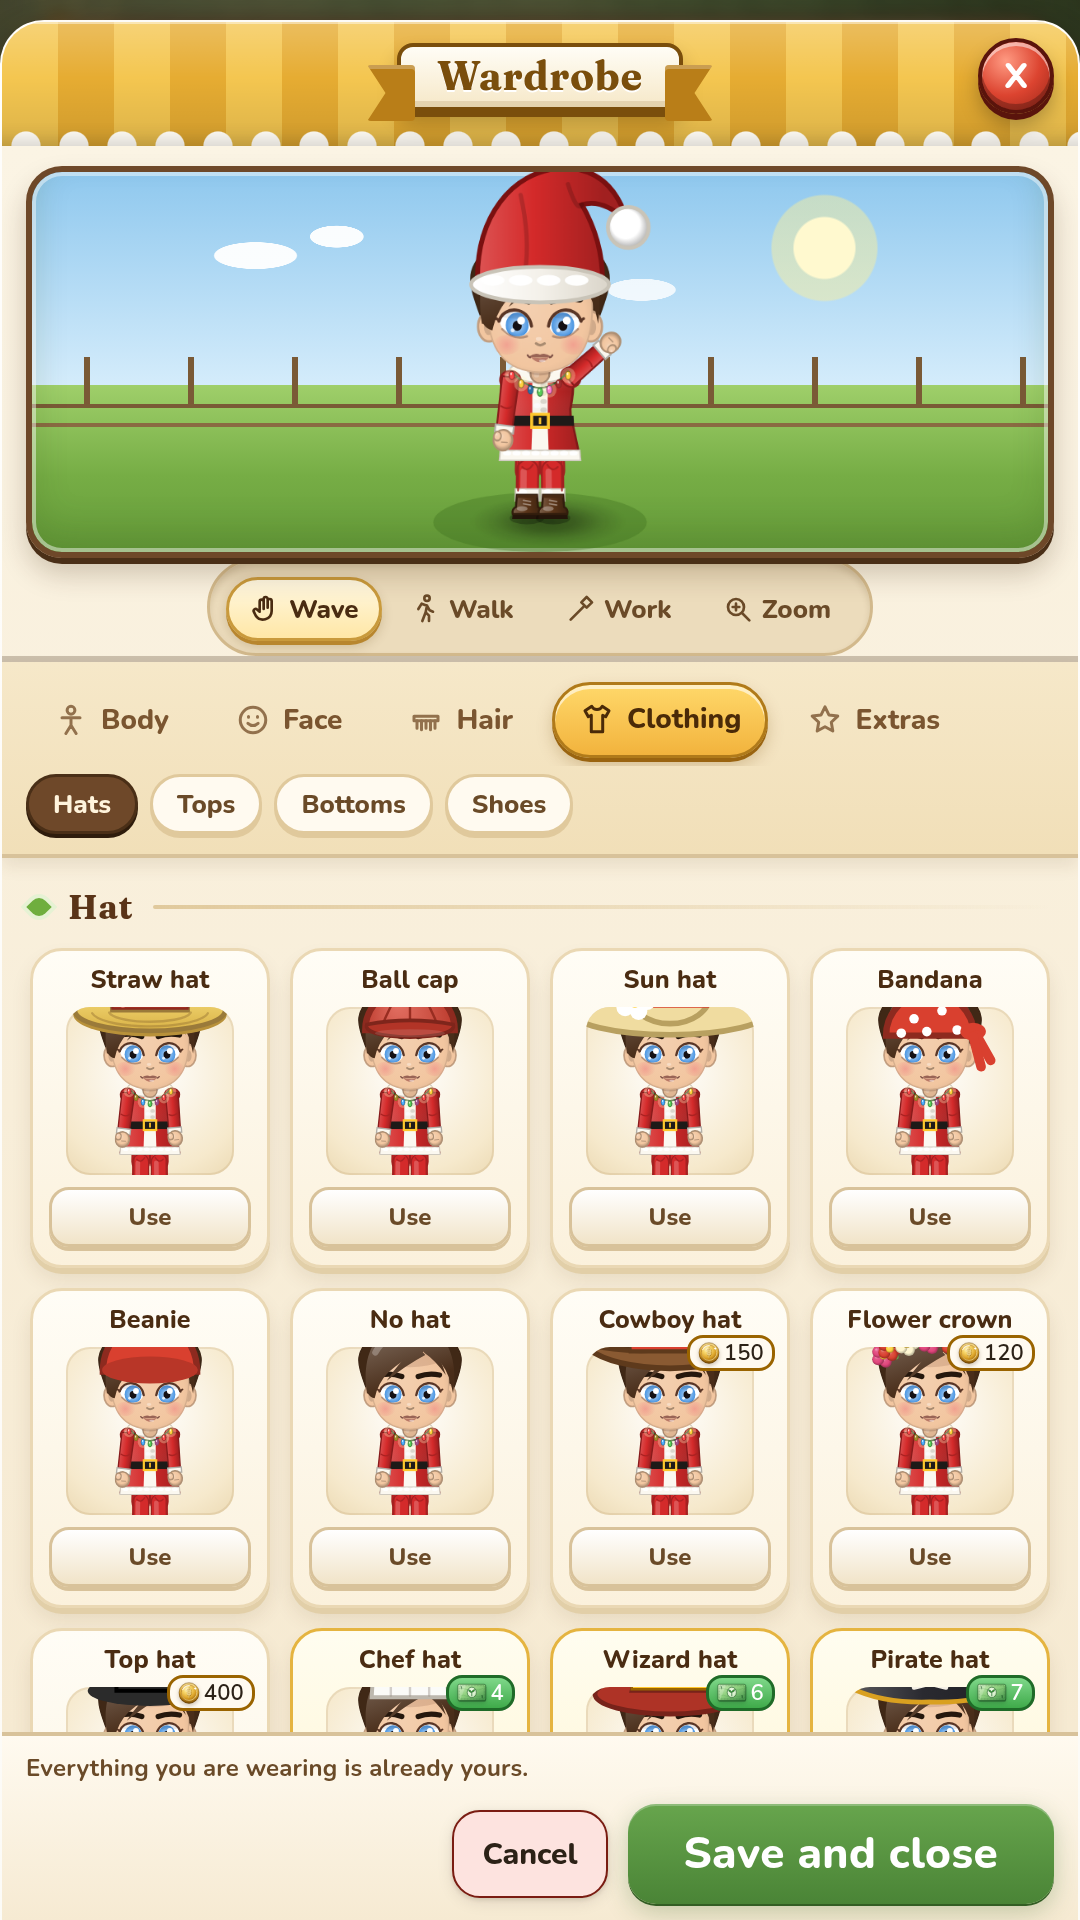 Wardrobe
X
Wave Walk Work Zoom
Body Face Hair Clothing Extras
Hats Tops Bottoms Shoes
Hat
Straw hat Ball cap Sun hat Bandana
Use Use Use Use
Beanie No hat Cowboy hat Flower crown
150 120
Use Use Use Use
Top hat Chef hat Wizard hat Pirate hat
400 4 6 7
Everything you are wearing is already yours.
Cancel Save and close